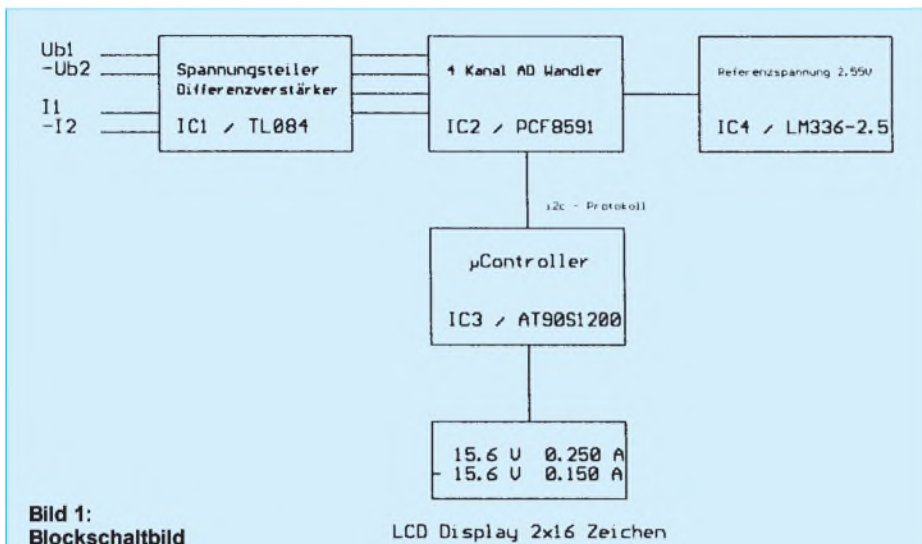 Ub1
-Ub2
I1
-I2
Spannungsteiler
Differenzverstärker
IC1 / TL084
4 Kanal AD Wandler
IC2 / PCF8591
Referenzspannung 2.55V
IC4 / LM336-2.5
i2c - Protokoll
µController
IC3 / AT90S1200
15.6 V 0.250 A
- 15.6 V 0.150 A
LCD Display 2x16 Zeichen
Bild 1:
Blockschaltbild